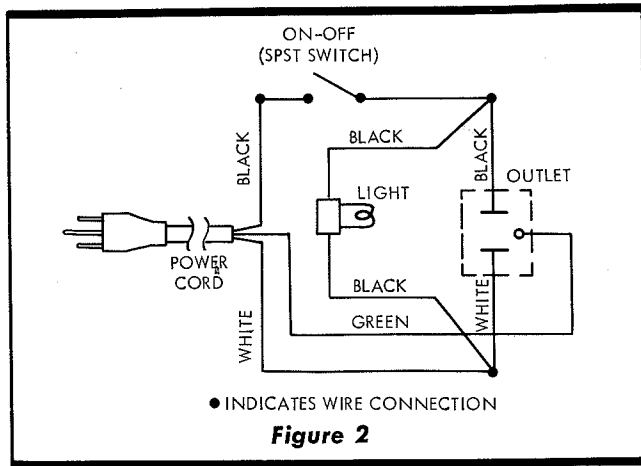 ON-OFF
(SPST SWITCH)
BLACK
BLACK
BLACK
OUTLET
LIGHT
POWER
CORD
BLACK
WHITE
GREEN
WHITE
● INDICATES WIRE CONNECTION
Figure 2